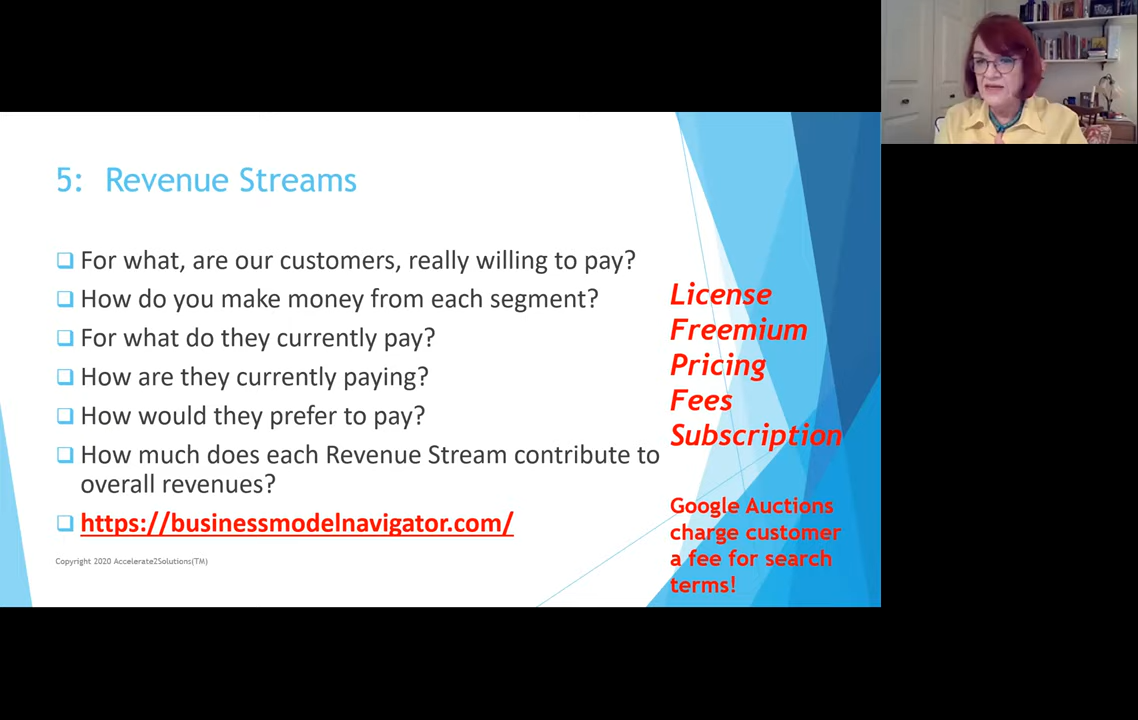 5: Revenue Streams
For what, are our customers, really willing to pay?
How do you make money from each segment?
For what do they currently pay?
How are they currently paying?
How would they prefer to pay?
How much does each Revenue Stream contribute to
overall revenues?
https://businessmodelnavigator.com/
Copyright 2020 Accelerate2Solutions(TM)
License
Freemium
Pricing
Fees
Subscription
Google Auctions
charge customer
a fee for search
terms!